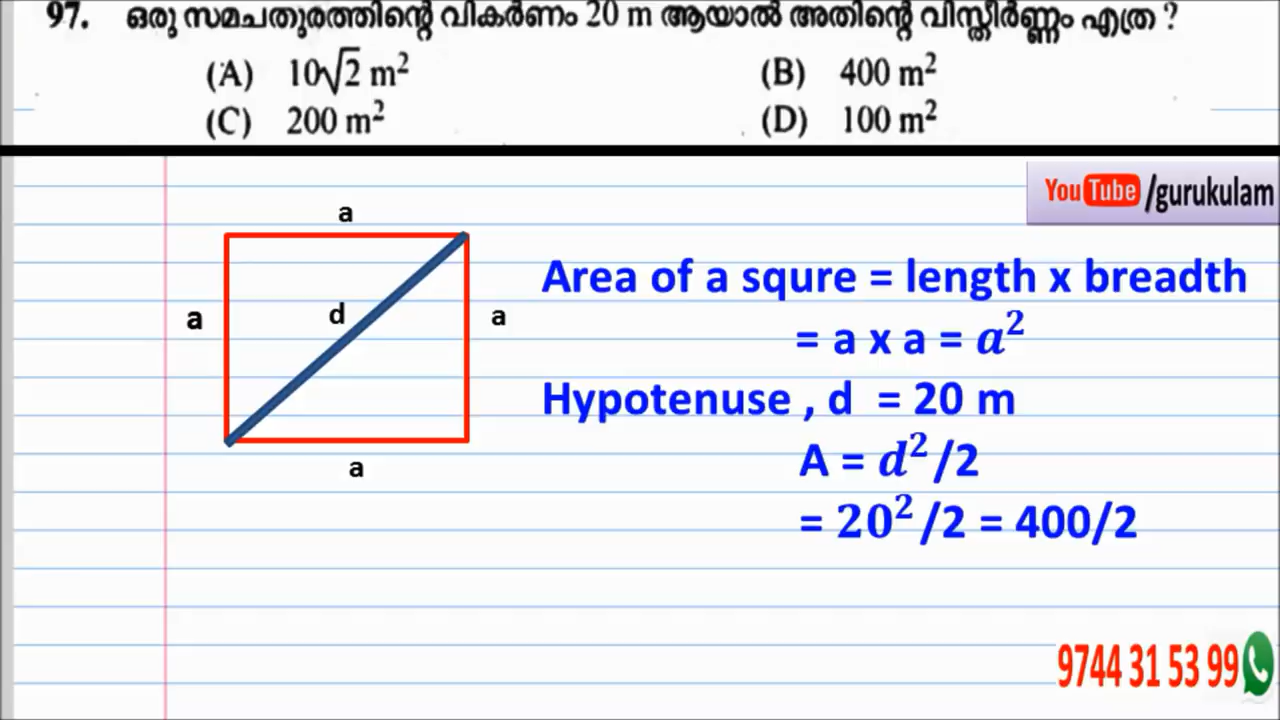 97. ഒരു സമചതുരത്തിന്റെ വികർണം 20 m ആയാൽ അതിന്റെ വിസ്തീർണ്ണം എത്ര ?
(A) 10√2 m²
(B) 400 m²
(C) 200 m²
(D) 100 m²
YouTube /gurukulam
a
a
d
a
a
Area of a squre = length x breadth
= a x a = a²
Hypotenuse , d = 20 m
A = d²/2
= 20²/2 = 400/2
9744 31 53 99